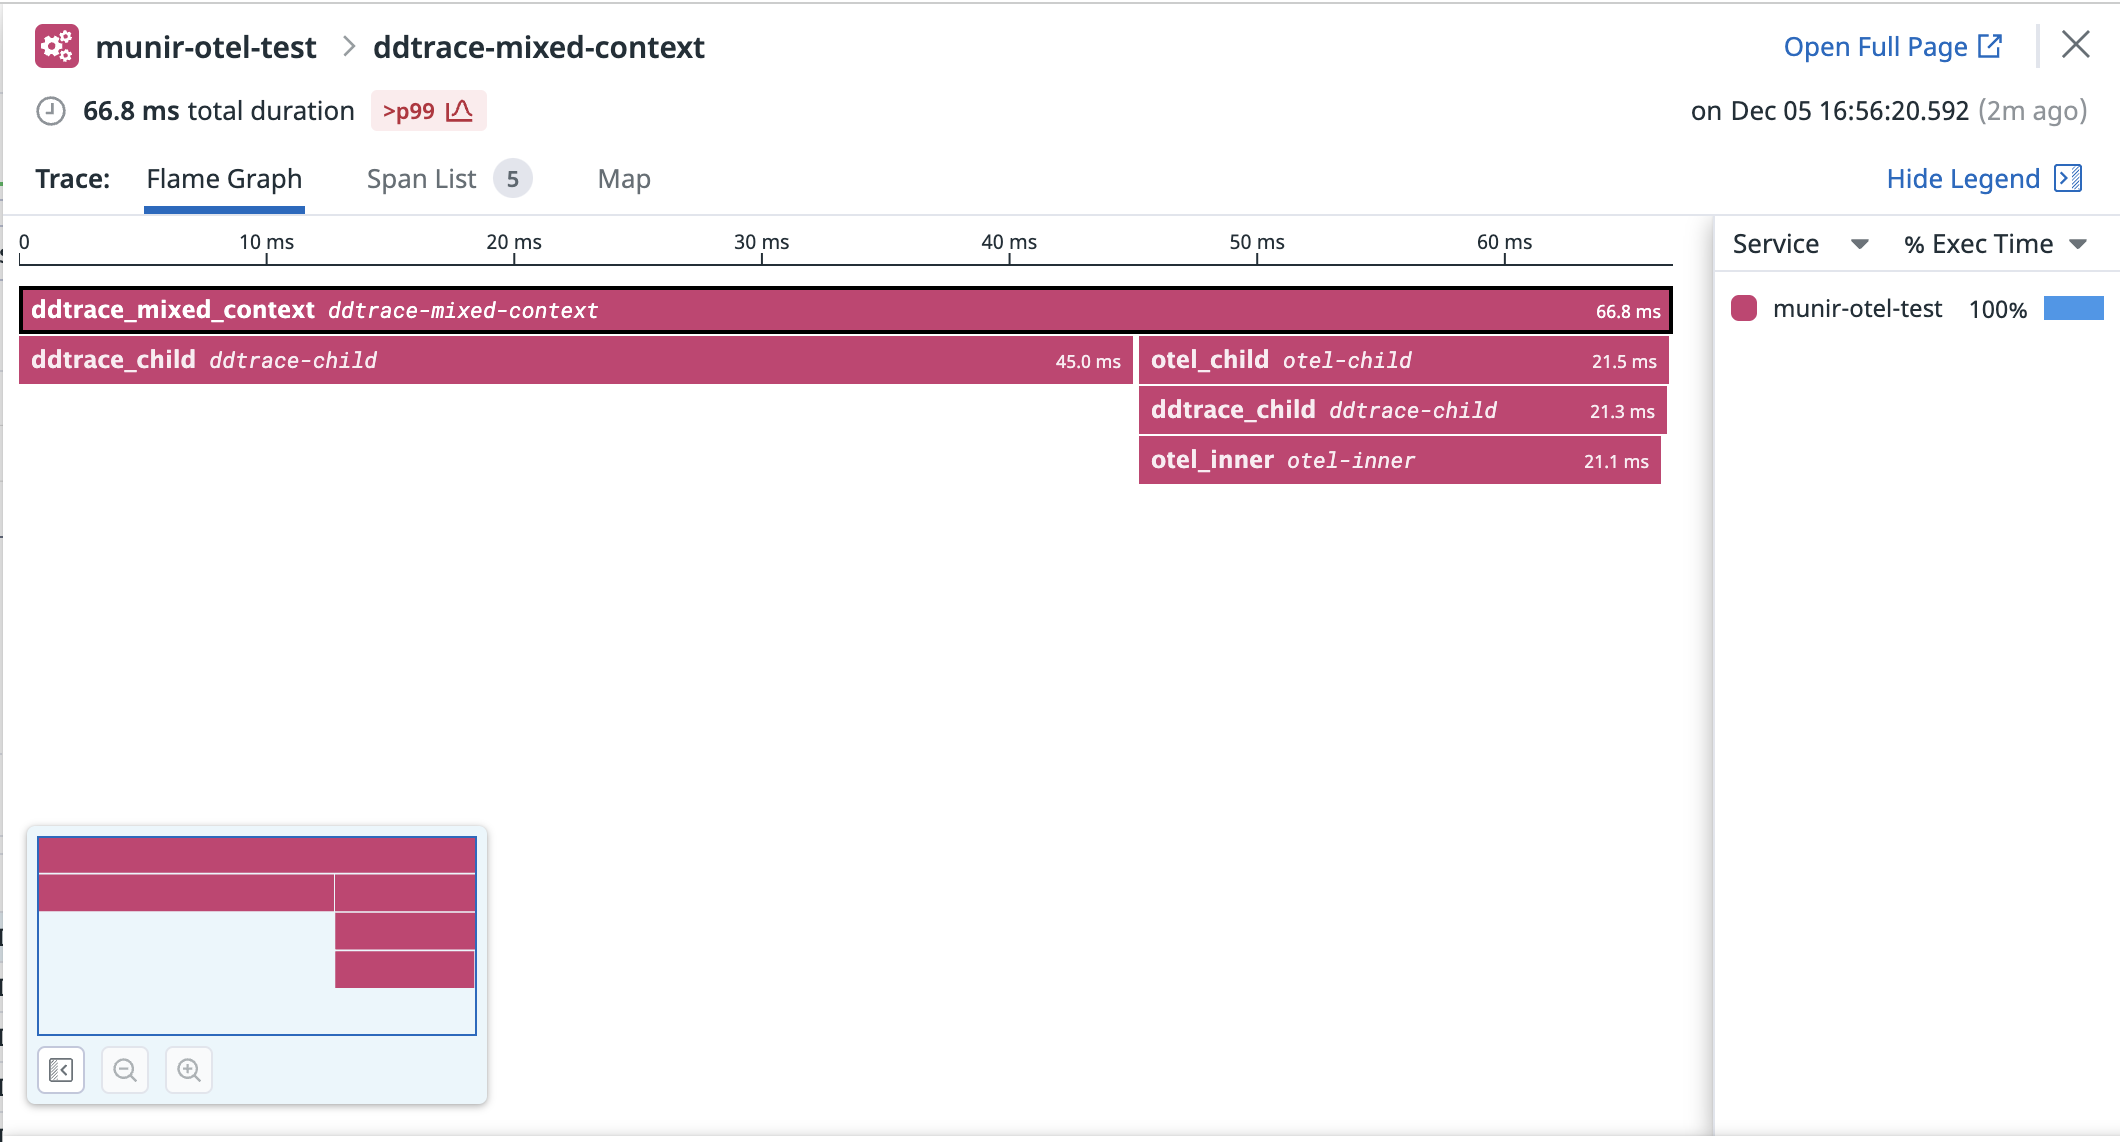 munir-otel-test > ddtrace-mixed-context
Open Full Page
66.8 ms total duration >p99
on Dec 05 16:56:20.592 (2m ago)
Trace: Flame Graph Span List 5 Map
Hide Legend
0 10 ms 20 ms 30 ms 40 ms 50 ms 60 ms
Service % Exec Time
ddtrace_mixed_context ddtrace-mixed-context 66.8 ms
munir-otel-test 100%
ddtrace_child ddtrace-child 45.0 ms
otel_child otel-child 21.5 ms
ddtrace_child ddtrace-child 21.3 ms
otel_inner otel-inner 21.1 ms